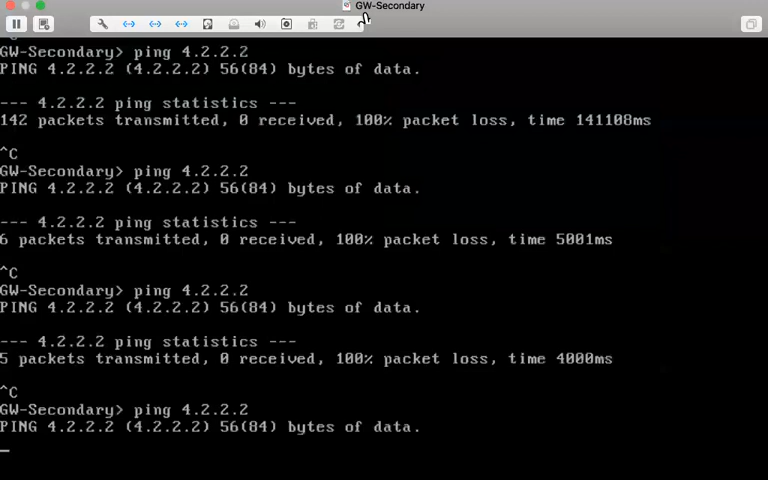 GW-Secondary
GW-Secondary> ping 4.2.2.2
PING 4.2.2.2 (4.2.2.2) 56(84) bytes of data.
--- 4.2.2.2 ping statistics ---
142 packets transmitted, 0 received, 100% packet loss, time 141108ms
^C
GW-Secondary> ping 4.2.2.2
PING 4.2.2.2 (4.2.2.2) 56(84) bytes of data.
--- 4.2.2.2 ping statistics ---
6 packets transmitted, 0 received, 100% packet loss, time 5001ms
^C
GW-Secondary> ping 4.2.2.2
PING 4.2.2.2 (4.2.2.2) 56(84) bytes of data.
--- 4.2.2.2 ping statistics ---
5 packets transmitted, 0 received, 100% packet loss, time 4000ms
^C
GW-Secondary> ping 4.2.2.2
PING 4.2.2.2 (4.2.2.2) 56(84) bytes of data.